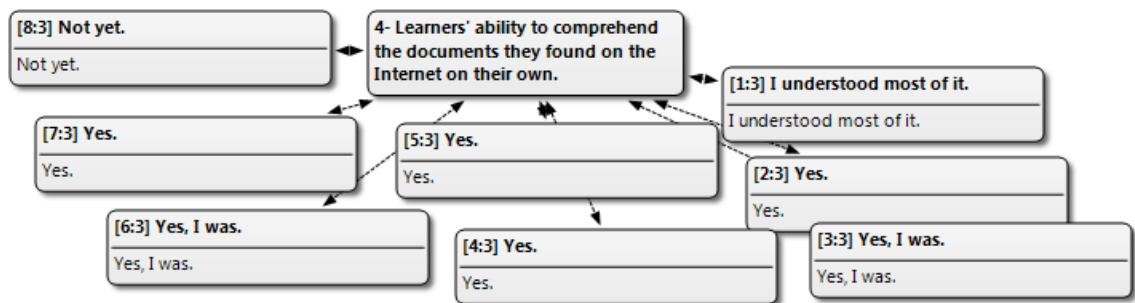 [8:3] Not yet.
Not yet.
4- Learners' ability to comprehend
the documents they found on the
Internet on their own.
[1:3] I understood most of it.
I understood most of it.
[7:3] Yes.
Yes.
[5:3] Yes.
Yes.
[2:3] Yes.
Yes.
[6:3] Yes, I was.
Yes, I was.
[4:3] Yes.
Yes.
[3:3] Yes, I was.
Yes, I was.